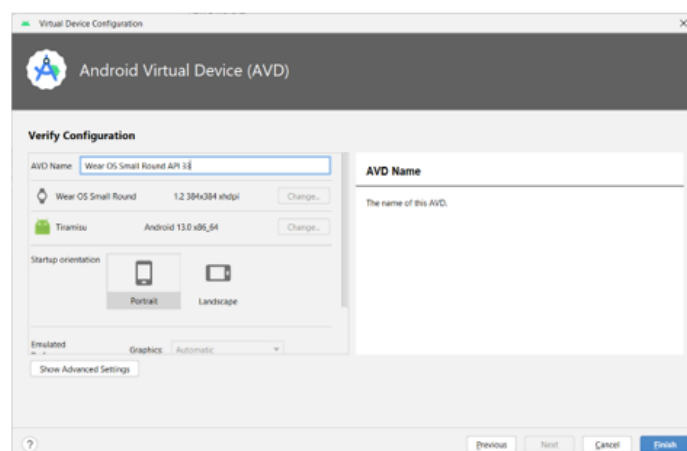 Virtual Device Configuration
Android Virtual Device (AVD)
Verify Configuration
AVD Name Wear OS Small Round API 33
AVD Name
Wear OS Small Round 1.2 384x384 xhdpi Change...
The name of this AVD.
Tiramisu Android 13.0 x86_64 Change...
Startup orientation
Portrait Landscape
Emulated
Graphics: Automatic
Show Advanced Settings
? Previous Next Cancel Finish